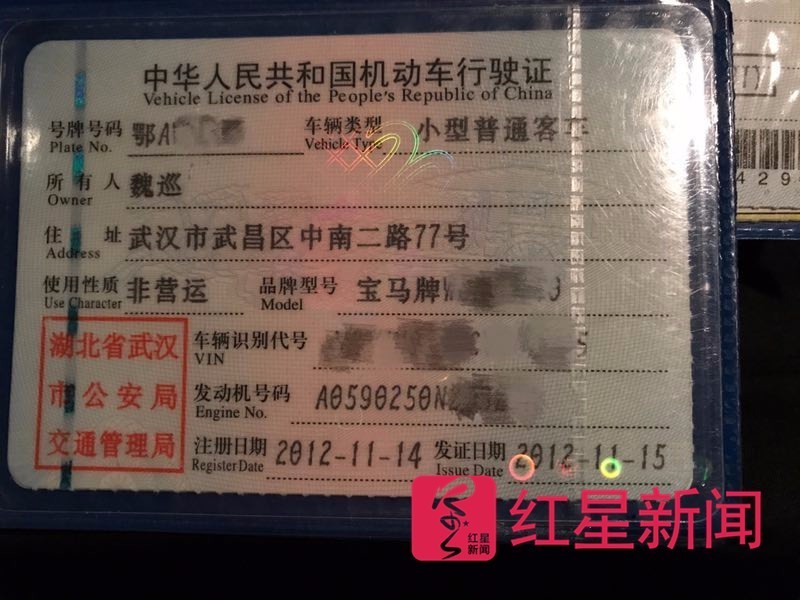 中华人民共和国机动车行驶证
Vehicle License of the People's Republic of China
号牌号码 鄂A 车辆类型 小型普通客车
Plate No. Vehicle Type
所有人 魏巡
Owner
住址 武汉市武昌区中南二路77号
Address
使用性质 非营运 品牌型号 宝马牌
Use Character Model
湖北省武汉
市公安局
交通管理局
车辆识别代号
VIN
发动机号码 A0590250N
Engine No.
注册日期 2012-11-14 发证日期 2012-11-15
Register Date Issue Date
429
红星
新闻
红星新闻